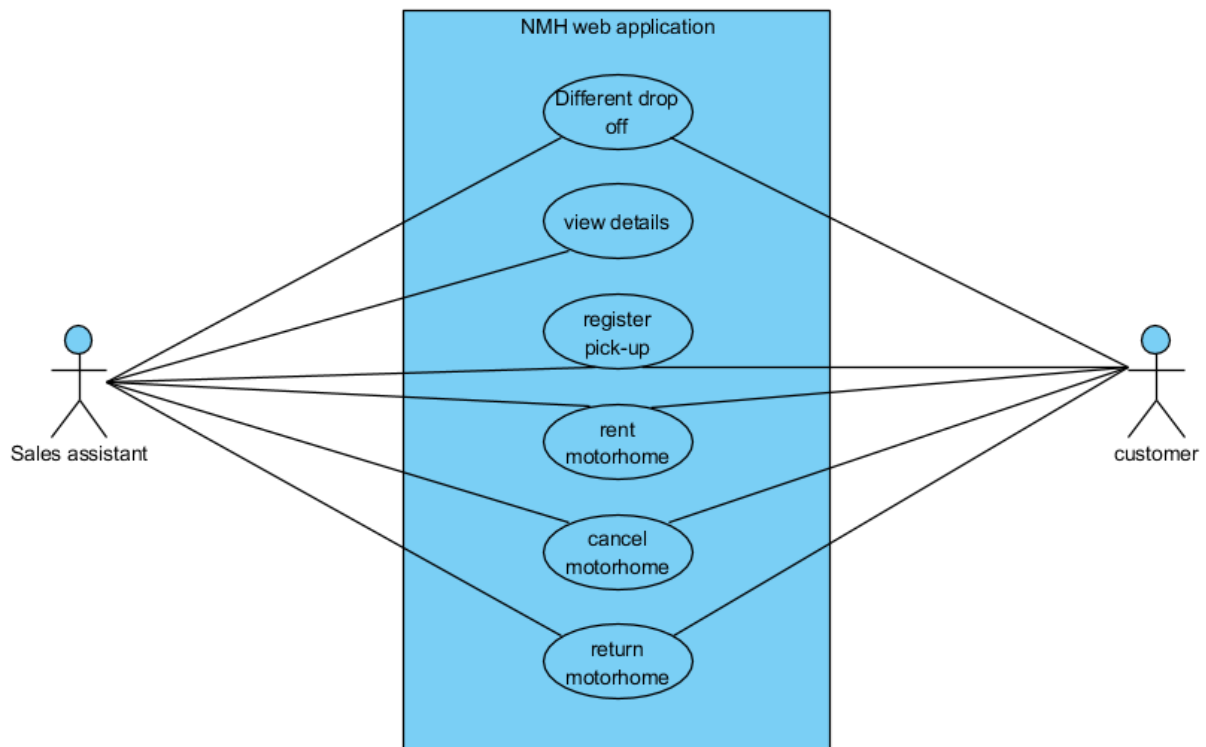 NMH web application
Different drop
off
view details
register
pick-up
rent
motorhome
cancel
motorhome
return
motorhome
Sales assistant
customer